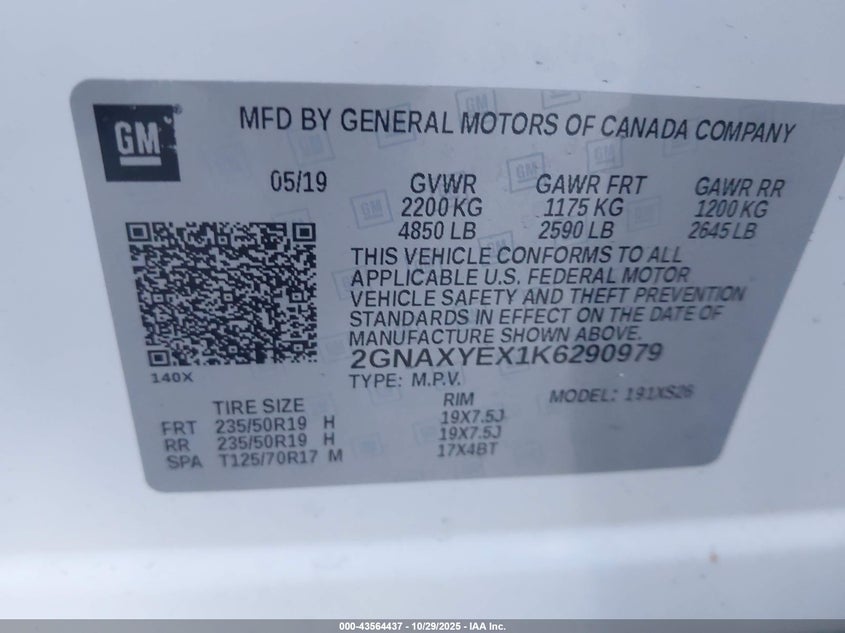 GM
MFD BY GENERAL MOTORS OF CANADA COMPANY
05/19 GVWR GAWR FRT GAWR RR
2200 KG 1175 KG 1200 KG
4850 LB 2590 LB 2645 LB
THIS VEHICLE CONFORMS TO ALL
APPLICABLE U.S. FEDERAL MOTOR
VEHICLE SAFETY AND THEFT PREVENTION
STANDARDS IN EFFECT ON THE DATE OF
MANUFACTURE SHOWN ABOVE.
2GNAXYEX1K6290979
140X
TYPE: M.P.V. MODEL: 191XS26
TIRE SIZE RIM
FRT 235/50R19 H 19X7.5J
RR 235/50R19 H 19X7.5J
SPA T125/70R17 M 17X4BT
000-43564437 - 10/29/2025 - IAA Inc.